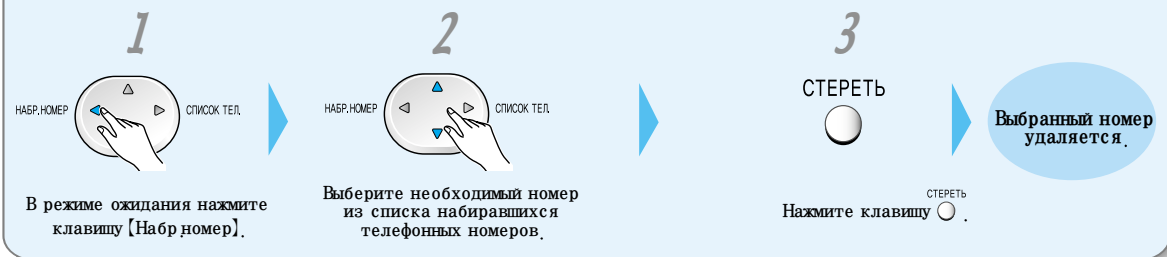 1
2
3
НАБР.НОМЕР
СПИСОК ТЕЛ.
НАБР.НОМЕР
СПИСОК ТЕЛ.
СТЕРЕТЬ
Выбранный номер
удаляется.
В режиме ожидания нажмите
клавишу【Набр.номер】.
Выберите необходимый номер
из списка набиравшихся
телефонных номеров.
СТЕРЕТЬ
Нажмите клавишу .